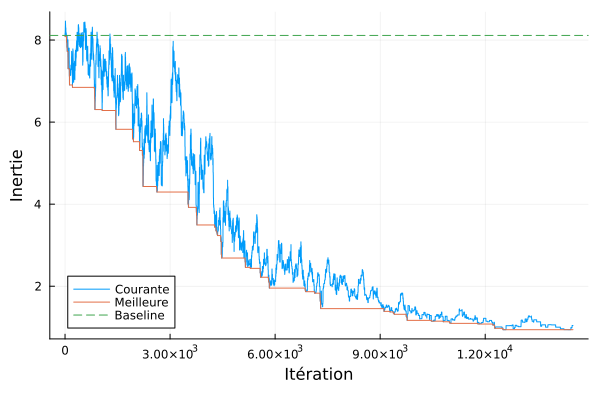 8
6
4
2
Inertie
Courante
Meilleure
Baseline
0 3.00×10³ 6.00×10³ 9.00×10³ 1.20×10⁴
Itération